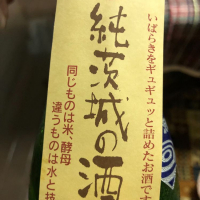 いばらきをギュギュッと詰めたお酒です
純茨城の酒
同じものは米、酵母
違うものは水と技